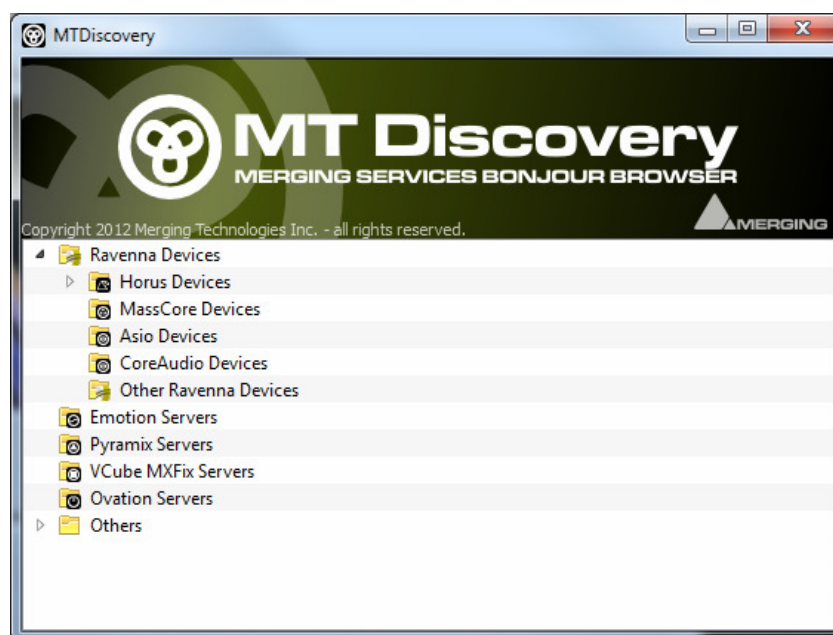 MTDiscovery
MT Discovery
MERGING SERVICES BONJOUR BROWSER
Copyright 2012 Merging Technologies Inc. - all rights reserved.
MERGING
Ravenna Devices
Horus Devices
MassCore Devices
Asio Devices
CoreAudio Devices
Other Ravenna Devices
Emotion Servers
Pyramix Servers
VCube MXFix Servers
Ovation Servers
Others